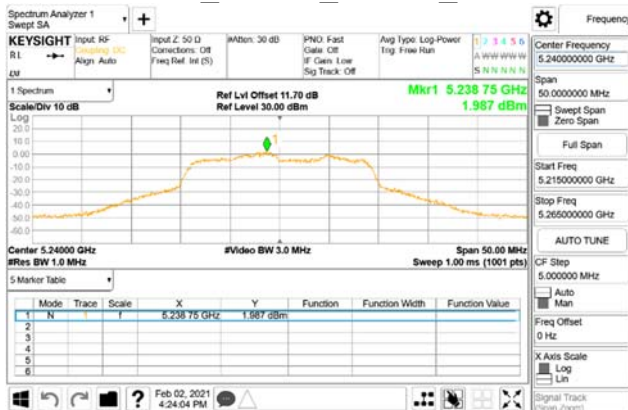 Spectrum Analyzer 1
Swept SA
Frequency
KEYSIGHT
Input: RF
Coupling: DC
Align: Auto
Input Z: 50 Ω
Corrections: Off
Freq Ref: Int (S)
#Atten: 30 dB
PNO: Fast
Gate: Off
IF Gain: Low
Sig Track: Off
Avg Type: Log-Power
Trig: Free Run
1 2 3 4 5 6
A W W W W W
S N N N N N
RL
LXI
1 Spectrum
Scale/Div 10 dB
Ref Lvl Offset 11.70 dB
Ref Level 30.00 dBm
Mkr1 5.238 75 GHz
1.987 dBm
Log
20.0
10.0
0.00
-10.0
-20.0
-30.0
-40.0
-50.0
-60.0
1
Center 5.24000 GHz
#Res BW 1.0 MHz
#Video BW 3.0 MHz
Span 50.00 MHz
Sweep 1.00 ms (1001 pts)
5 Marker Table
Mode Trace Scale X Y Function Function Width Function Value
1 N 1 f 5.238 75 GHz 1.987 dBm
2
3
4
5
6
Feb 02, 2021
4:24:04 PM
Center Frequency
5.240000000 GHz
Span
50.0000000 MHz
Swept Span
Zero Span
Full Span
Start Freq
5.215000000 GHz
Stop Freq
5.265000000 GHz
AUTO TUNE
CF Step
5.000000 MHz
Auto
Man
Freq Offset
0 Hz
X Axis Scale
Log
Lin
Signal Track
(Span Zoom)